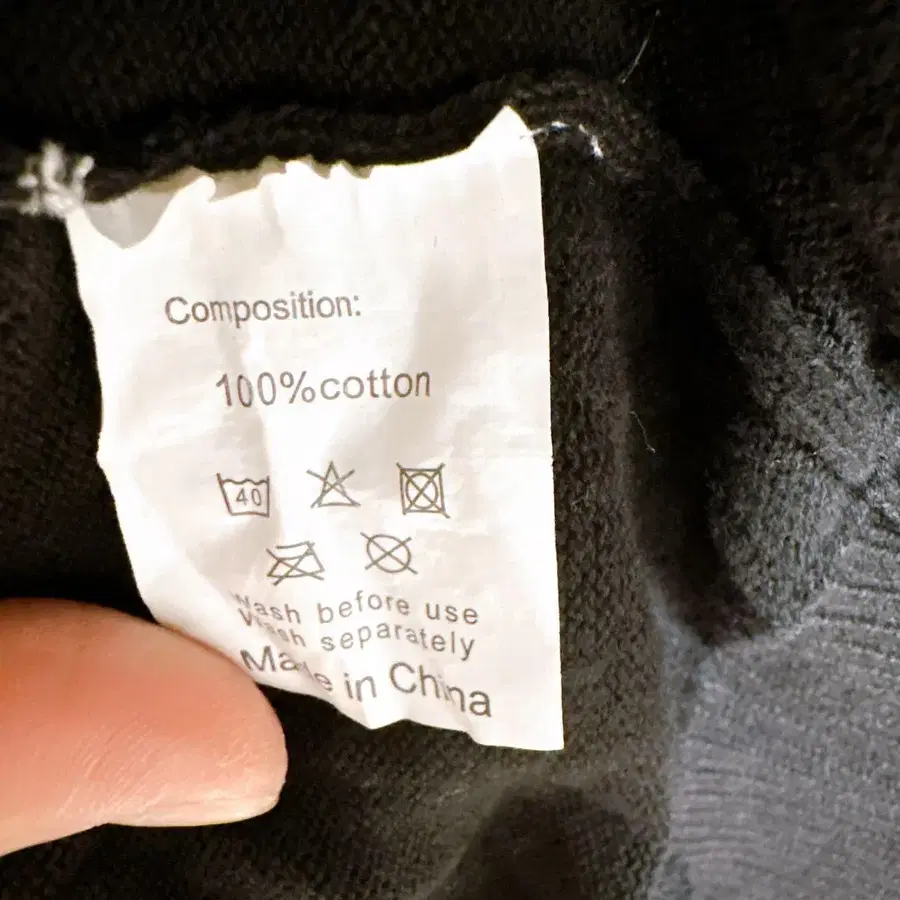 Composition:
100%cotton
40
Wash before use
Wash separately
Made in China